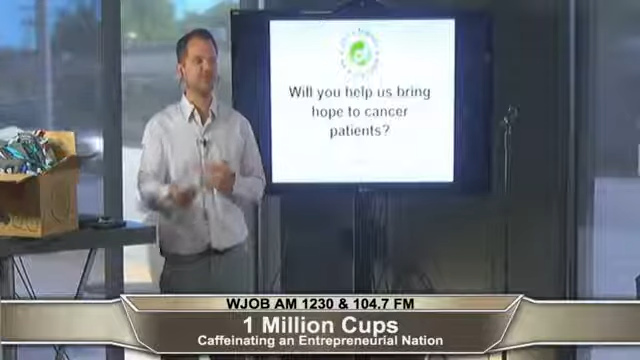 Will you help us bring
hope to cancer
patients?
WJOB AM 1230 & 104.7 FM
1 Million Cups
Caffeinating an Entrepreneurial Nation